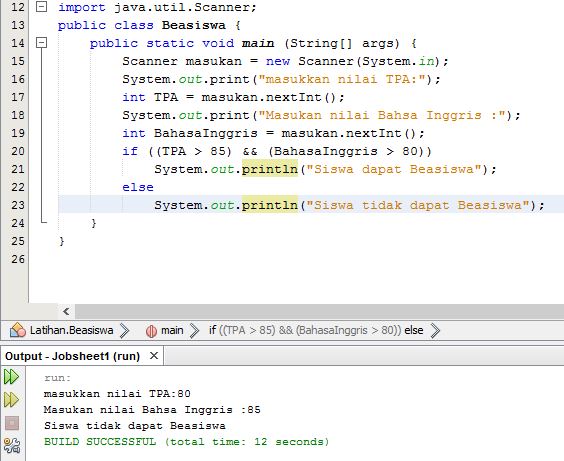 12 import java.util.Scanner;
13 public class Beasiswa {
14 public static void main (String[] args) {
15 Scanner masukan = new Scanner(System.in);
16 System.out.print("masukkan nilai TPA:");
17 int TPA = masukan.nextInt();
18 System.out.print("Masukan nilai Bahsa Inggris :");
19 int BahasaInggris = masukan.nextInt();
20 if ((TPA > 85) && (BahasaInggris > 80))
21 System.out.println("Siswa dapat Beasiswa");
22 else
23 System.out.println("Siswa tidak dapat Beasiswa");
24 }
25 }
26
Latihan.Beasiswa main if ((TPA > 85) && (BahasaInggris > 80)) else
Output - Jobsheet1 (run) ×
run:
masukkan nilai TPA:80
Masukan nilai Bahsa Inggris :85
Siswa tidak dapat Beasiswa
BUILD SUCCESSFUL (total time: 12 seconds)